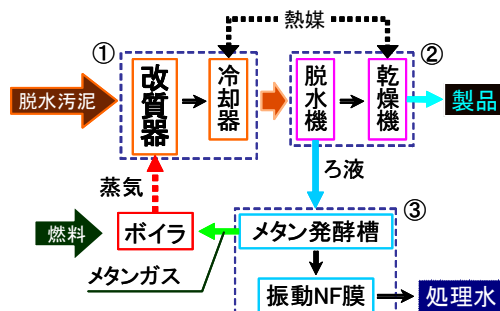 熱媒
①
②
脱水汚泥
改質器
冷却器
脱水機
乾燥機
製品
蒸気
ろ液
③
燃料
ボイラ
メタン発酵槽
メタンガス
振動NF膜
処理水